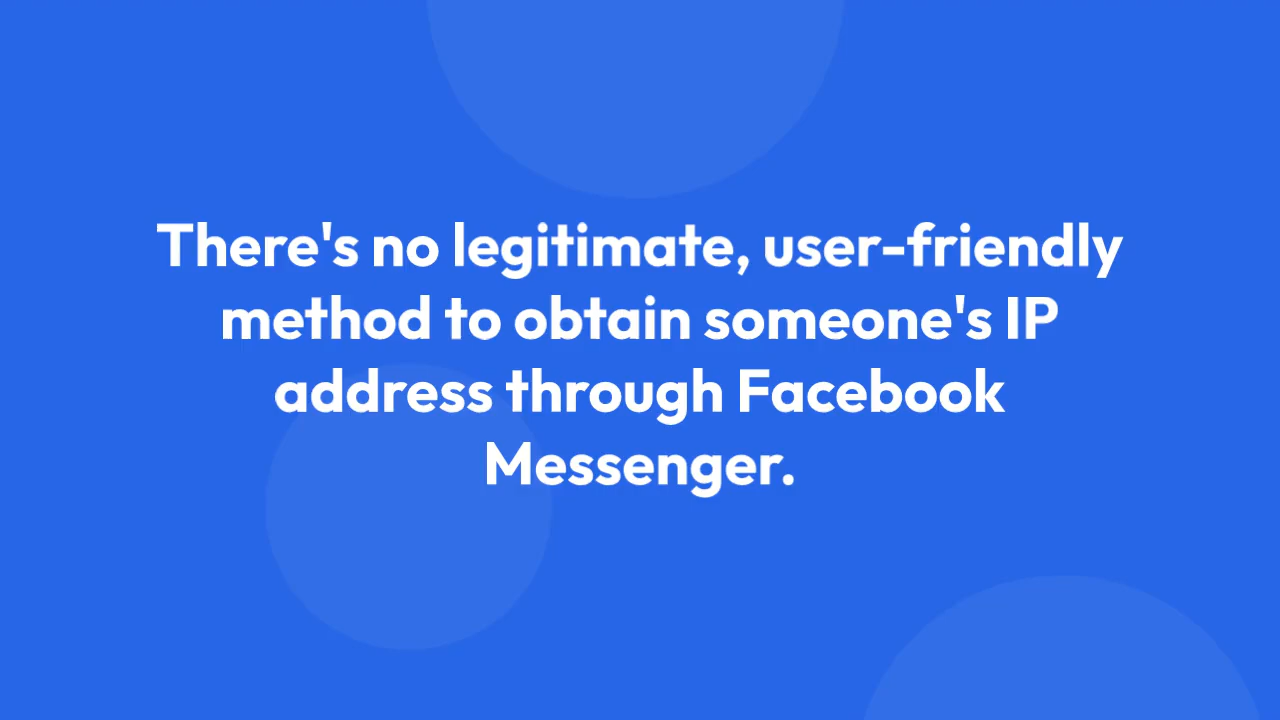 There's no legitimate, user-friendly
method to obtain someone's IP
address through Facebook
Messenger.